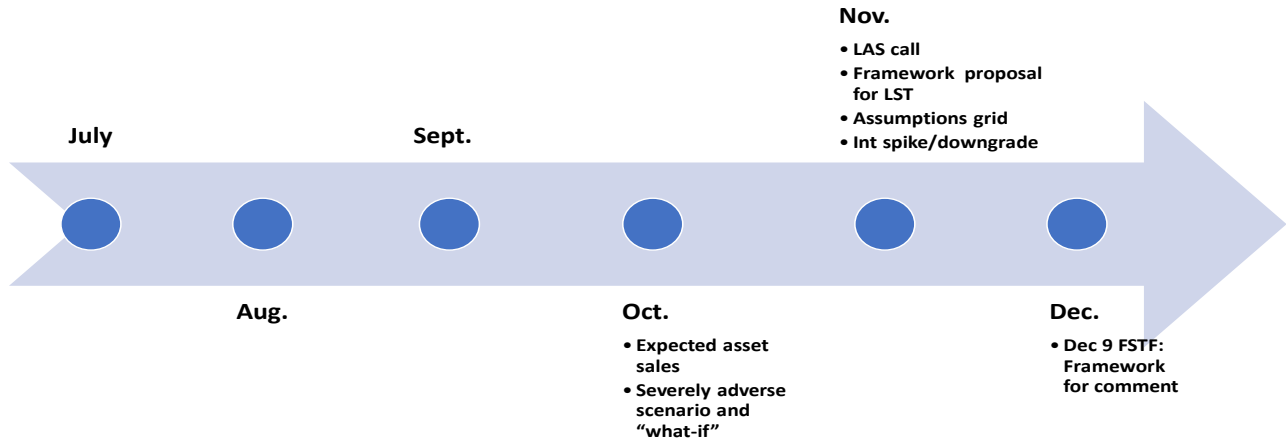 July
Aug.
Sept.
Oct.
• Expected asset
sales
• Severely adverse
scenario and
“what-if”
Nov.
• LAS call
• Framework proposal
for LST
• Assumptions grid
• Int spike/downgrade
Dec.
• Dec 9 FSTF:
Framework
for comment